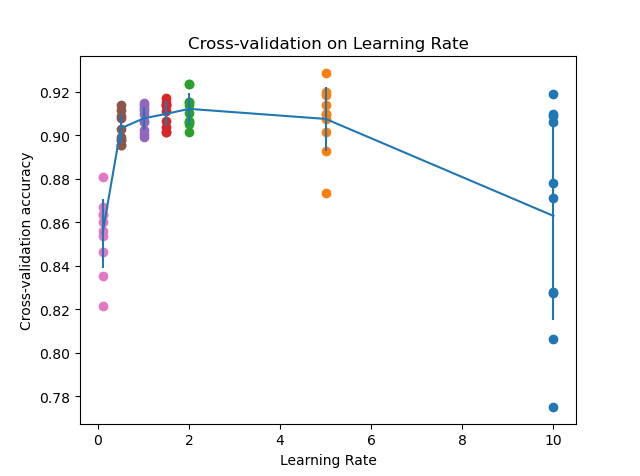 Cross-validation on Learning Rate
Cross-validation accuracy
0.92
0.90
0.88
0.86
0.84
0.82
0.80
0.78
0 2 4 6 8 10
Learning Rate